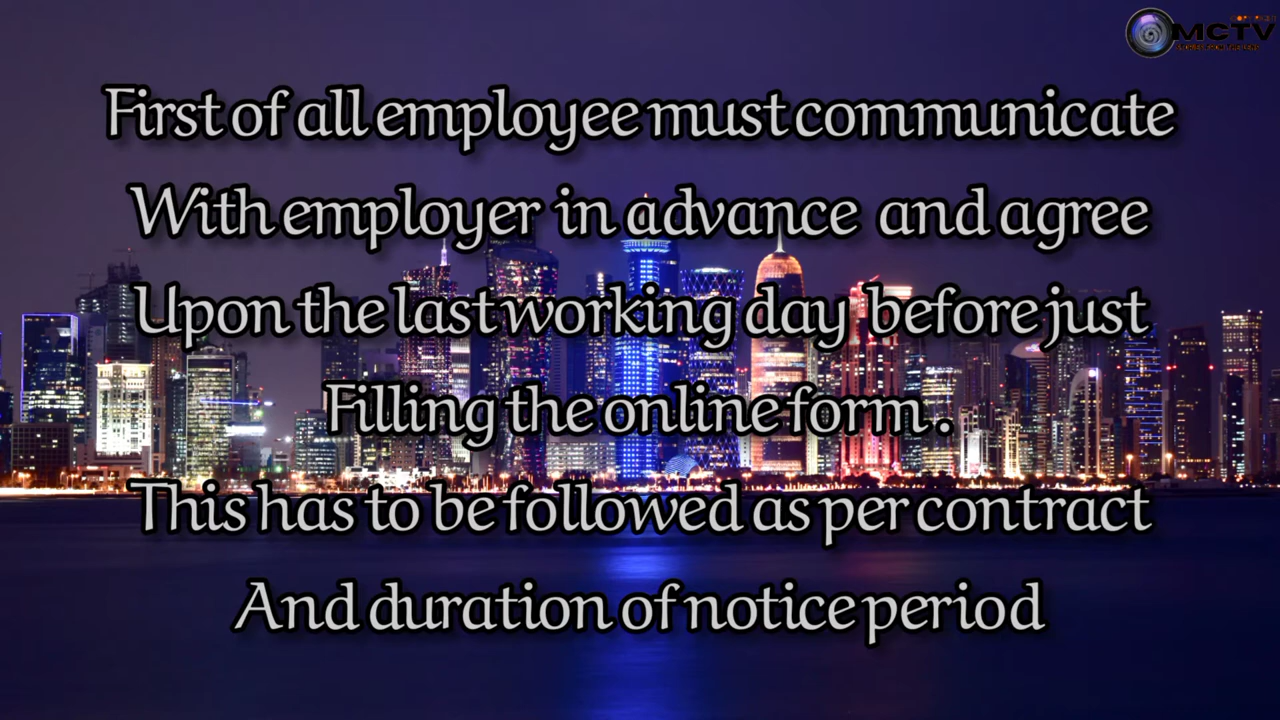 MCTV
First of all employee must communicate
With employer in advance and agree
Upon the last working day before just
Filling the online form .
This has to be followed as per contract
And duration of notice period